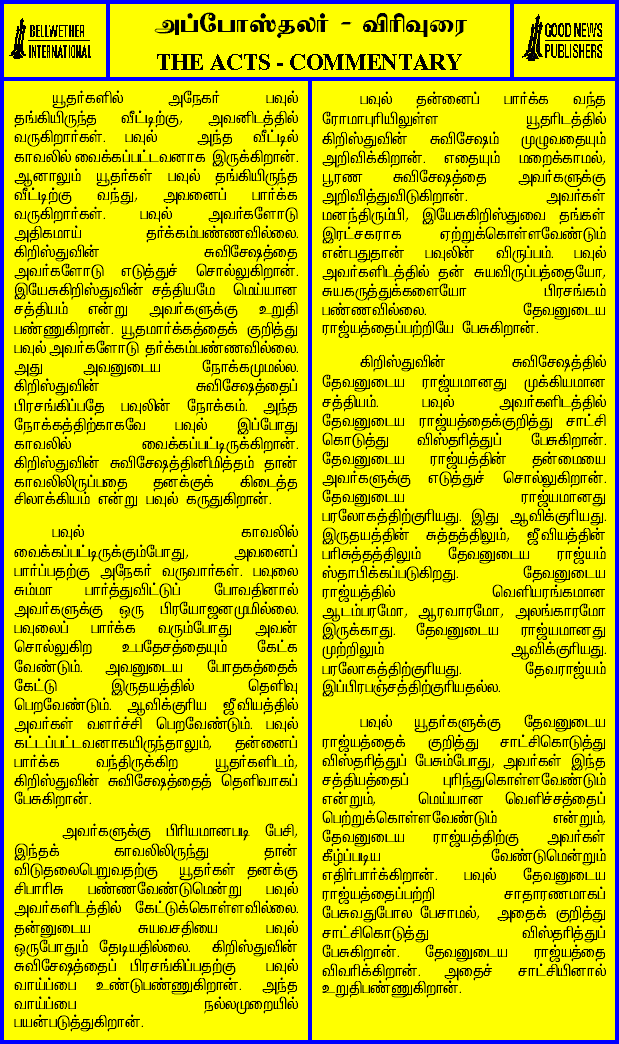 BELLWETHER
INTERNATIONAL
அப்போஸ்தலர் - விரிவுரை
THE ACTS - COMMENTARY
GOOD NEWS
PUBLISHERS
யூதர்களில் அநேகர் பவுல்
தங்கியிருந்த வீட்டிற்கு, அவனிடத்தில்
வருகிறார்கள். பவுல் அந்த வீட்டில்
காவலில் வைக்கப்பட்டவனாக இருக்கிறான்.
ஆனாலும் யூதர்கள் பவுல் தங்கியிருந்த
வீட்டிற்கு வந்து, அவனைப் பார்க்க
வருகிறார்கள். பவுல் அவர்களோடு
அதிகமாய் தர்க்கம்பண்ணவில்லை.
கிறிஸ்துவின் சுவிசேஷத்தை
அவர்களோடு எடுத்துச் சொல்லுகிறான்.
இயேசுகிறிஸ்துவின் சத்தியமே மெய்யான
சத்தியம் என்று அவர்களுக்கு உறுதி
பண்ணுகிறான். யூதமார்க்கத்தைக் குறித்து
பவுல் அவர்களோடு தர்க்கம்பண்ணவில்லை.
அது அவனுடைய நோக்கமுமல்ல.
கிறிஸ்துவின் சுவிசேஷத்தைப்
பிரசங்கிப்பதே பவுலின் நோக்கம். அந்த
நோக்கத்திற்காகவே பவுல் இப்போது
காவலில் வைக்கப்பட்டிருக்கிறான்.
கிறிஸ்துவின் சுவிசேஷத்தினிமித்தம் தான்
காவலிலிருப்பதை தனக்குக் கிடைத்த
சிலாக்கியம் என்று பவுல் கருதுகிறான்.
பவுல் காவலில்
வைக்கப்பட்டிருக்கும்போது, அவனைப்
பார்ப்பதற்கு அநேகர் வருவார்கள். பவுலை
சும்மா பார்த்துவிட்டுப் போவதினால்
அவர்களுக்கு ஒரு பிரயோஜனமுமில்லை.
பவுலைப் பார்க்க வரும்போது அவன்
சொல்லுகிற உபதேசத்தையும் கேட்க
வேண்டும். அவனுடைய போதகத்தைக்
கேட்டு இருதயத்தில் தெளிவு
பெறவேண்டும். ஆவிக்குரிய ஜீவியத்தில்
அவர்கள் வளர்ச்சி பெறவேண்டும். பவுல்
கட்டப்பட்டவனாகயிருந்தாலும், தன்னைப்
பார்க்க வந்திருக்கிற யூதர்களிடம்,
கிறிஸ்துவின் சுவிசேஷத்தைத் தெளிவாகப்
பேசுகிறான்.
அவர்களுக்கு பிரியமானபடி பேசி,
இந்தக் காவலிலிருந்து தான்
விடுதலைபெறுவதற்கு யூதர்கள் தனக்கு
சிபாரிசு பண்ணவேண்டுமென்று பவுல்
அவர்களிடத்தில் கேட்டுக்கொள்ளவில்லை.
தன்னுடைய சுயவசதியை பவுல்
ஒருபோதும் தேடியதில்லை. கிறிஸ்துவின்
சுவிசேஷத்தைப் பிரசங்கிப்பதற்கு பவுல்
வாய்ப்பை உண்டுபண்ணுகிறான். அந்த
வாய்ப்பை நல்லமுறையில்
பயன்படுத்துகிறான்.
பவுல் தன்னைப் பார்க்க வந்த
ரோமாபுரியிலுள்ள யூதரிடத்தில்
கிறிஸ்துவின் சுவிசேஷம் முழுவதையும்
அறிவிக்கிறான். எதையும் மறைக்காமல்,
பூரண சுவிசேஷத்தை அவர்களுக்கு
அறிவித்துவிடுகிறான். அவர்கள்
மனந்திரும்பி, இயேசுகிறிஸ்துவை தங்கள்
இரட்சகராக ஏற்றுக்கொள்ளவேண்டும்
என்பதுதான் பவுலின் விருப்பம். பவுல்
அவர்களிடத்தில் தன் சுயவிருப்பத்தையோ,
சுயகருத்துக்களையோ பிரசங்கம்
பண்ணவில்லை. தேவனுடைய
ராஜ்யத்தைப்பற்றியே பேசுகிறான்.
கிறிஸ்துவின் சுவிசேஷத்தில்
தேவனுடைய ராஜ்யமானது முக்கியமான
சத்தியம். பவுல் அவர்களிடத்தில்
தேவனுடைய ராஜ்யத்தைக்குறித்து சாட்சி
கொடுத்து விஸ்தரித்துப் பேசுகிறான்.
தேவனுடைய ராஜ்யத்தின் தன்மையை
அவர்களுக்கு எடுத்துச் சொல்லுகிறான்.
தேவனுடைய ராஜ்யமானது
பரலோகத்திற்குரியது. இது ஆவிக்குரியது.
இருதயத்தின் சுத்தத்திலும், ஜீவியத்தின்
பரிசுத்தத்திலும் தேவனுடைய ராஜ்யம்
ஸ்தாபிக்கப்படுகிறது. தேவனுடைய
ராஜ்யத்தில் வெளியரங்கமான
ஆடம்பரமோ, ஆரவாரமோ, அலங்காரமோ
இருக்காது. தேவனுடைய ராஜ்யமானது
முற்றிலும் ஆவிக்குரியது.
பரலோகத்திற்குரியது. தேவராஜ்யம்
இப்பிரபஞ்சத்திற்குரியதல்ல.
பவுல் யூதர்களுக்கு தேவனுடைய
ராஜ்யத்தைக் குறித்து சாட்சிகொடுத்து
விஸ்தரித்துப் பேசும்போது, அவர்கள் இந்த
சத்தியத்தைப் புரிந்துகொள்ளவேண்டும்
என்றும், மெய்யான வெளிச்சத்தைப்
பெற்றுக்கொள்ளவேண்டும் என்றும்,
தேவனுடைய ராஜ்யத்திற்கு அவர்கள்
கீழ்ப்படிய வேண்டுமென்றும்
எதிர்பார்க்கிறான். பவுல் தேவனுடைய
ராஜ்யத்தைப்பற்றி சாதாரணமாகப்
பேசுவதுபோல பேசாமல், அதைக் குறித்து
சாட்சிகொடுத்து விஸ்தரித்துப்
பேசுகிறான். தேவனுடைய ராஜ்யத்தை
விவரிக்கிறான். அதைச் சாட்சியினால்
உறுதிபண்ணுகிறான்.